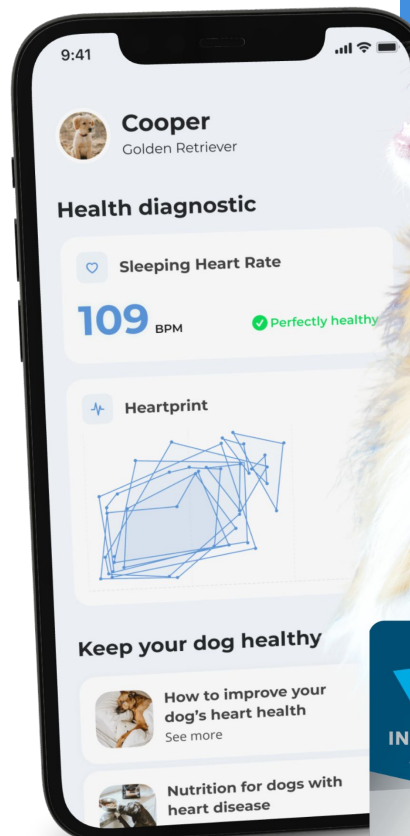 9:41
Cooper
Golden Retriever
Health diagnostic
Sleeping Heart Rate
109 BPM
Perfectly healthy
Heartprint
Keep your dog healthy
How to improve your
dog's heart health
See more
Nutrition for dogs with
heart disease
IN